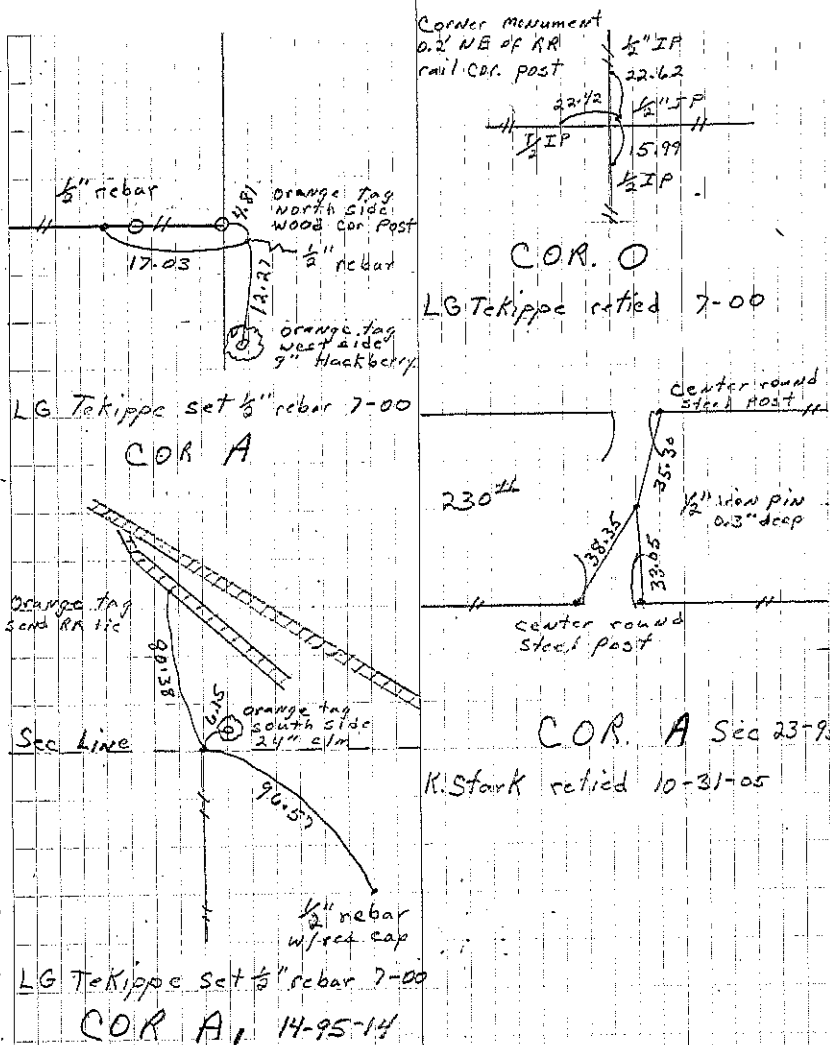 1/2" rebar
4.81
Orange Tag
North side
wood cor Post
17.03
1/2"
rebar
12.27
orange tag
west side
9" Hackberry
LG Tekippe set 1/2" rebar 7-00
COR A
Orange tag
RR tie
90.38
6.15
orange tag
south side
24" elm
Sec Line
96.57
1/2" rebar
w/red cap
LG Tekippe set 1/2" rebar 7-00
COR A, 14-95-14
Corner monument
0.2' NE of RR
rail cor. post
1/2" IP
22.62
22.42
1/2" IP
1/2 IP
15.99
1/2 IP
COR. O
LG Tekippe retied 7-00
center round
steel Post
35.30
230th
1/2" iron pin
0.3" deep
38.35
33.05
center round
steel post
COR. A Sec 23-95
K. Stark retied 10-31-05